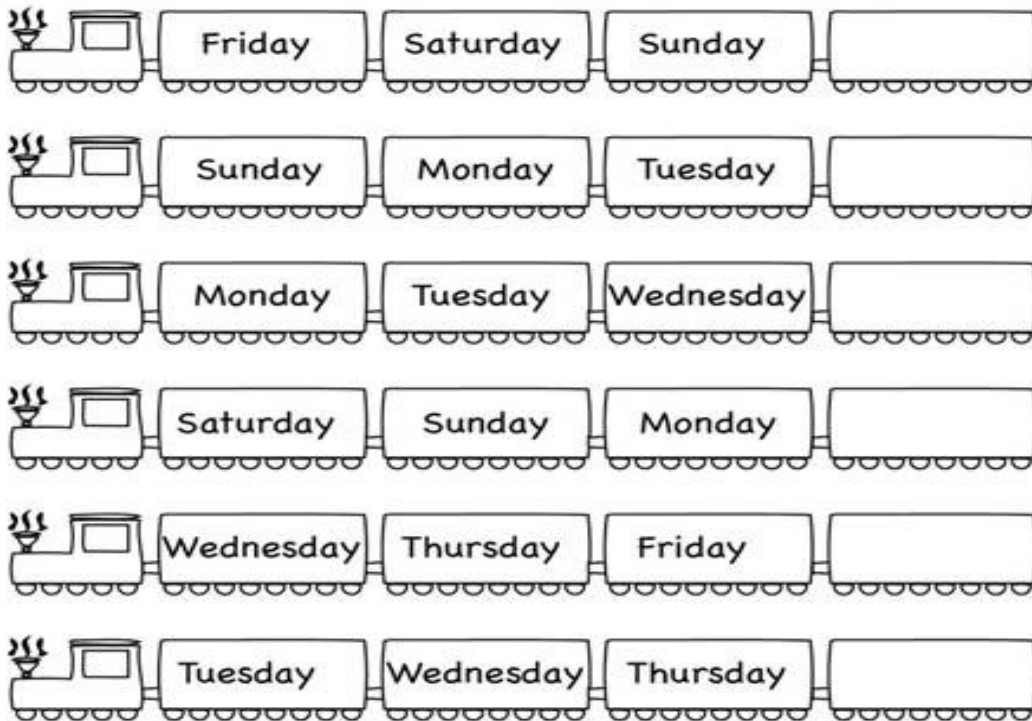 Friday Saturday Sunday
Sunday Monday Tuesday
Monday Tuesday Wednesday
Saturday Sunday Monday
Wednesday Thursday Friday
Tuesday Wednesday Thursday